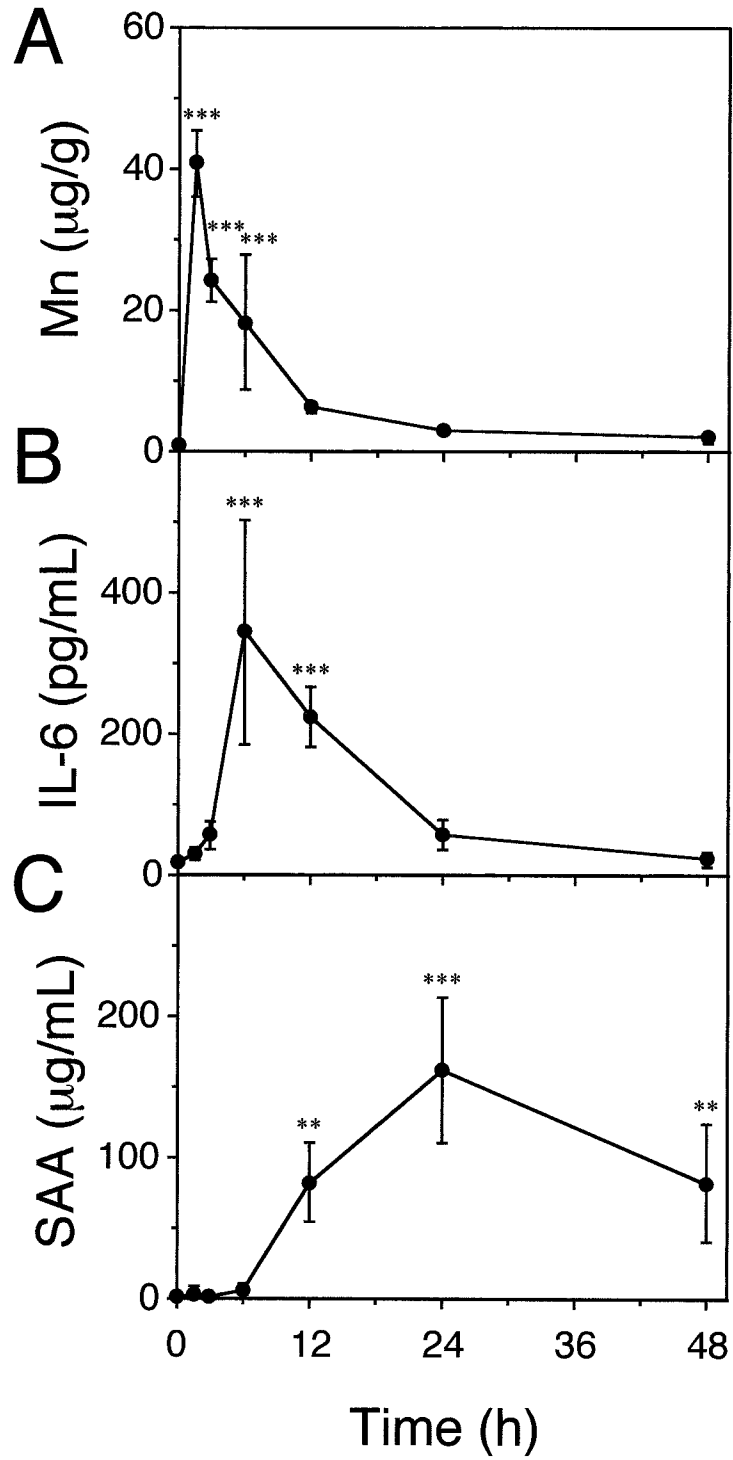 A
60
***
40
***
***
20
0
Mn (μg/g)
B
***
400
***
200
0
IL-6 (pg/mL)
C
***
200
**
**
100
0
SAA (μg/mL)
0 12 24 36 48
Time (h)